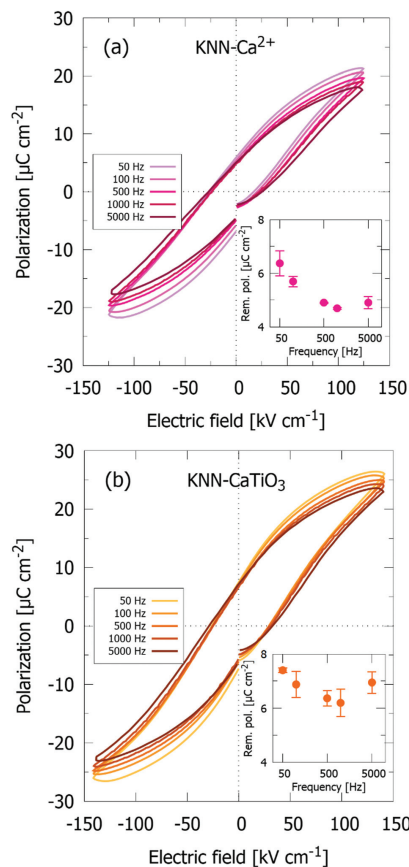 (a) KNN-Ca²⁺
30
20
10
0
-10
-20
-30
Polarization [µC cm⁻²]
50 Hz
100 Hz
500 Hz
1000 Hz
5000 Hz
8
6
4
Rem. pol. [µC cm⁻²]
50 500 5000
Frequency [Hz]
-150 -100 -50 0 50 100 150
Electric field [kV cm⁻¹]
(b) KNN-CaTiO₃
30
20
10
0
-10
-20
-30
Polarization [µC cm⁻²]
50 Hz
100 Hz
500 Hz
1000 Hz
5000 Hz
8
6
4
Rem. pol. [µC cm⁻²]
50 500 5000
Frequency [Hz]
-150 -100 -50 0 50 100 150
Electric field [kV cm⁻¹]